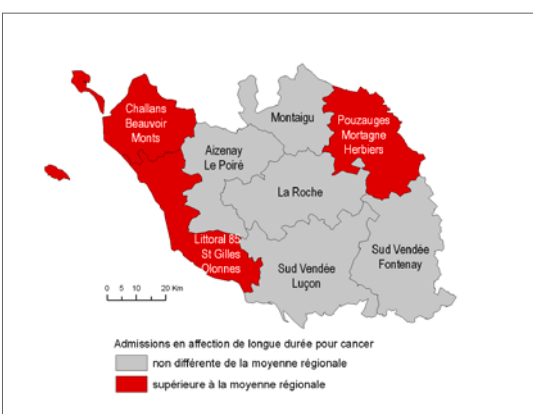 Challans
Beauvoir
Monts
Montaigu
Pouzauges
Mortagne
Herbiers
Aizenay
Le Poiré
La Roche
Littoral 85
St Gilles
Olonnes
Sud Vendée
Luçon
Sud Vendée
Fontenay
0 5 10 20 Km
Admissions en affection de longue durée pour cancer
non différente de la moyenne régionale
supérieure à la moyenne régionale